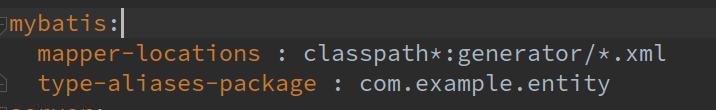 mybatis:
  mapper-locations : classpath*:generator/*.xml
  type-aliases-package : com.example.entity